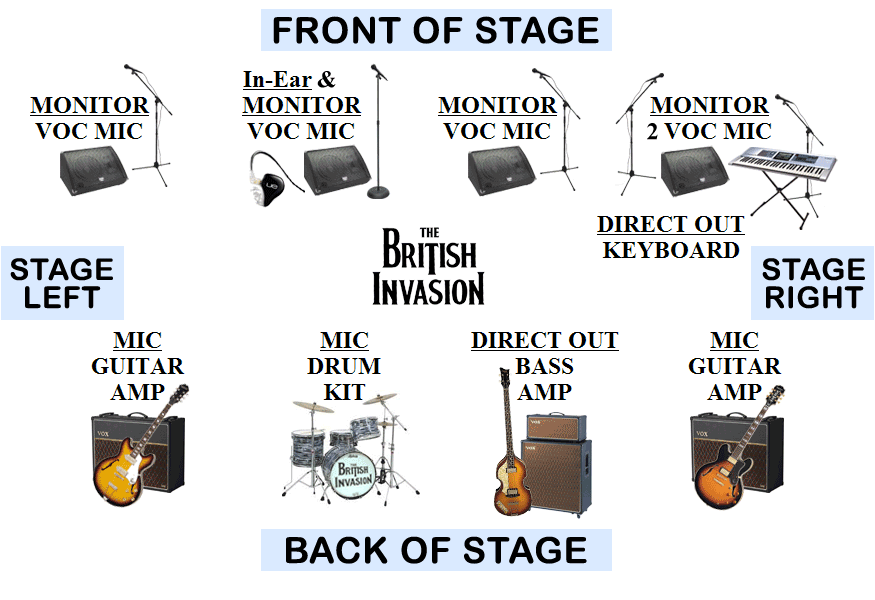 FRONT OF STAGE
MONITOR
VOC MIC
In-Ear &
MONITOR
VOC MIC
MONITOR
VOC MIC
MONITOR
2 VOC MIC
DIRECT OUT
KEYBOARD
STAGE
LEFT
THE
BRITISH
INVASION
STAGE
RIGHT
MIC
GUITAR
AMP
VOX
MIC
DRUM
KIT
THE
BRITISH
INVASION
DIRECT OUT
BASS
AMP
VOX
VOX
MIC
GUITAR
AMP
VOX
BACK OF STAGE